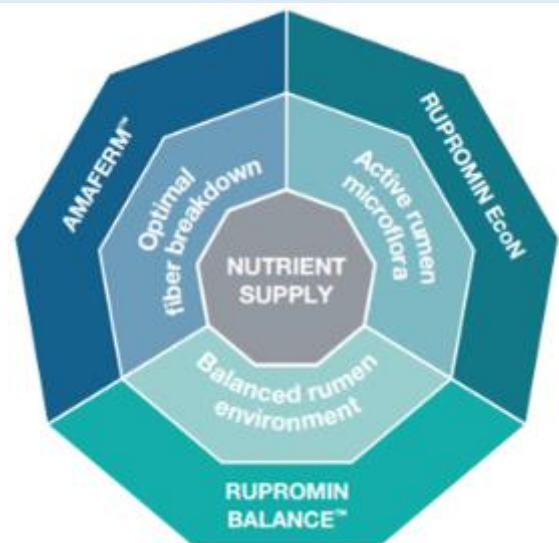 AMAFERM™
Optimal
fiber breakdown
RUPROMIN EcoN
Active rumen
microflora
NUTRIENT
SUPPLY
Balanced rumen
environment
RUPROMIN
BALANCE™